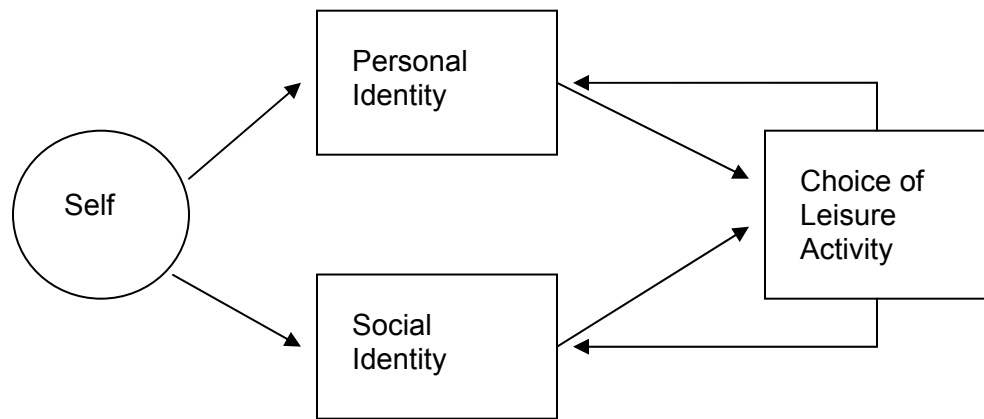 Personal
Identity
Self
Choice of
Leisure
Activity
Social
Identity